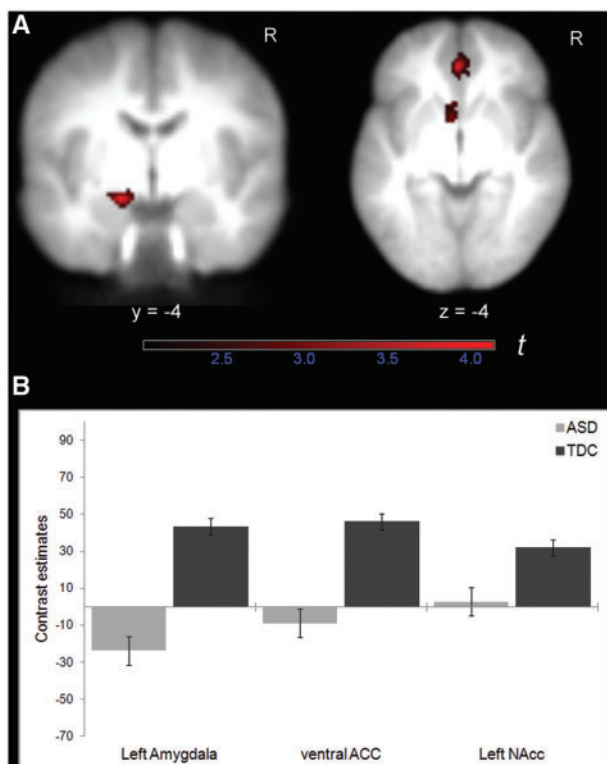 A
R
R
y = -4
z = -4
2.5 3.0 3.5 4.0 t
B
ASD
TDC
Contrast estimates
90
70
50
30
10
-10
-30
-50
-70
Left Amygdala ventral ACC Left NAcc